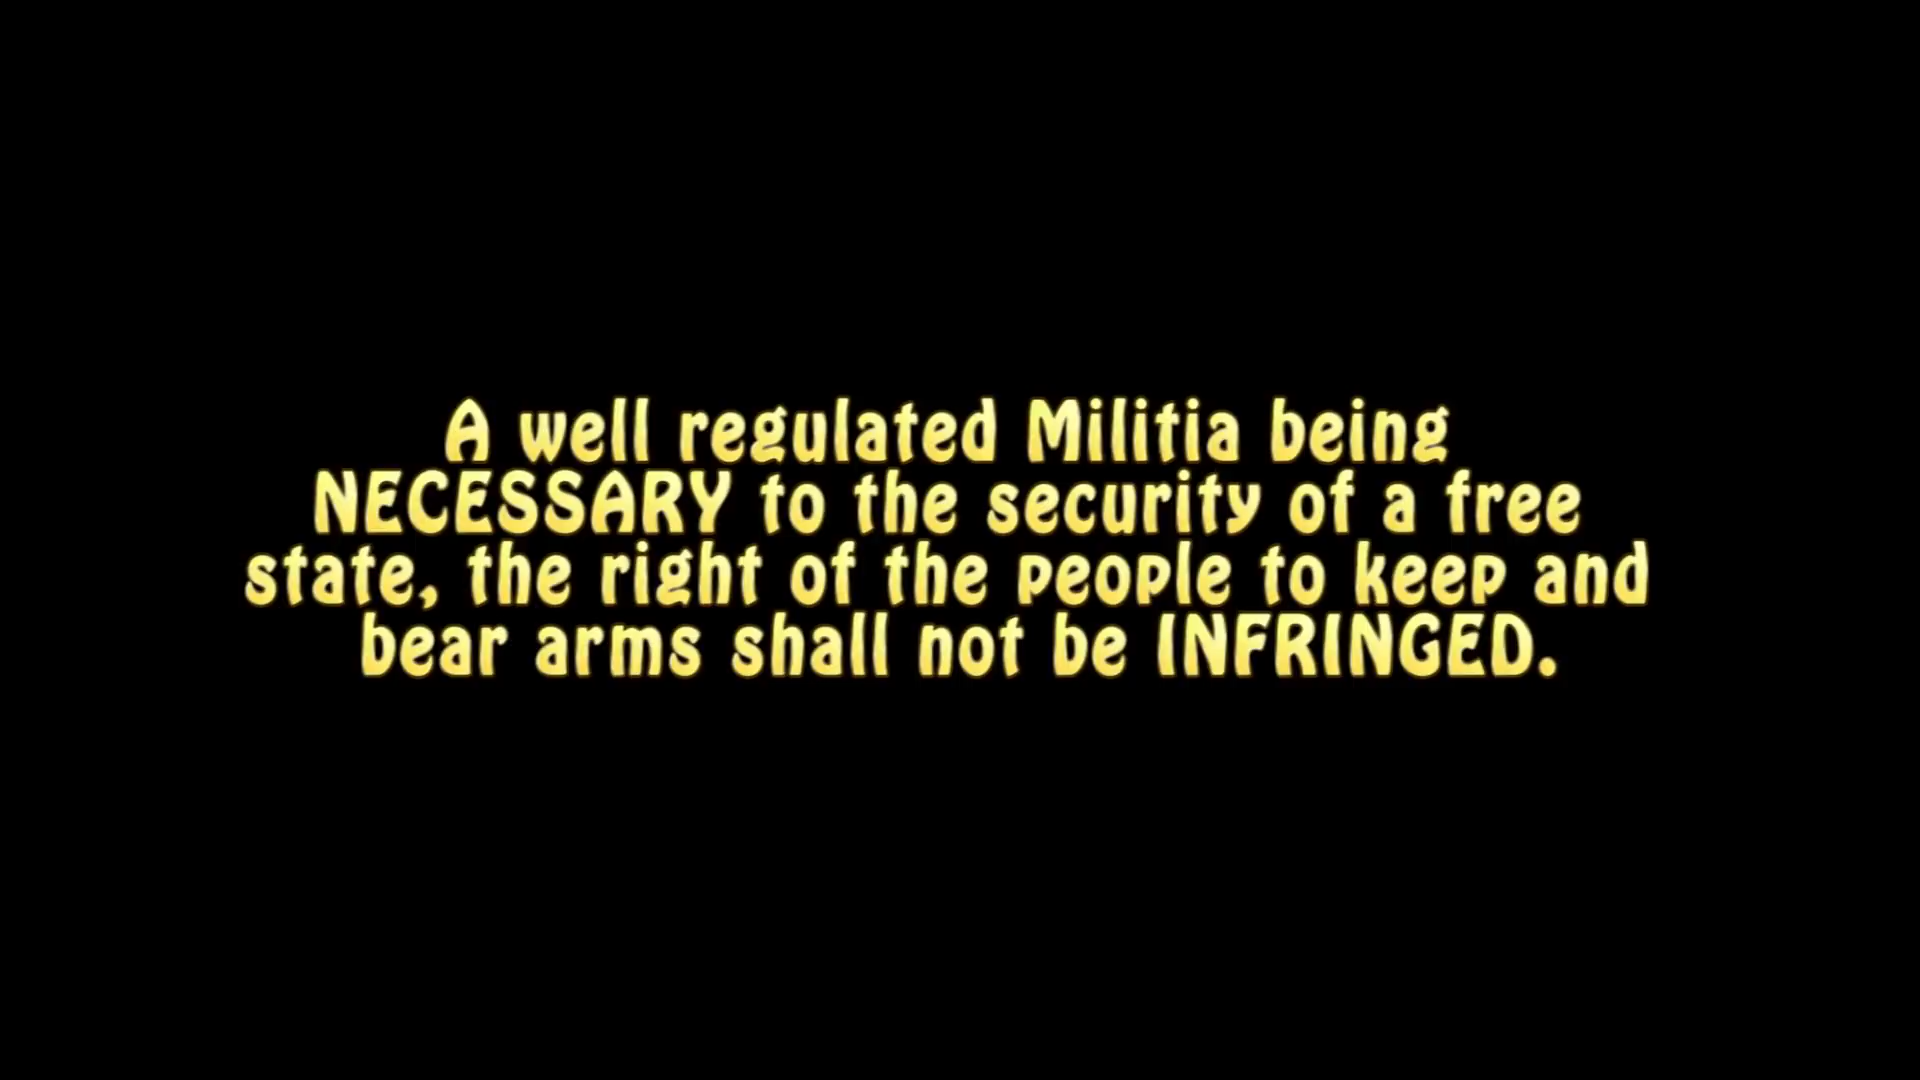 A well regulated Militia being
NECESSARY to the security of a free
state, the right of the people to keep and
bear arms shall not be INFRINGED.